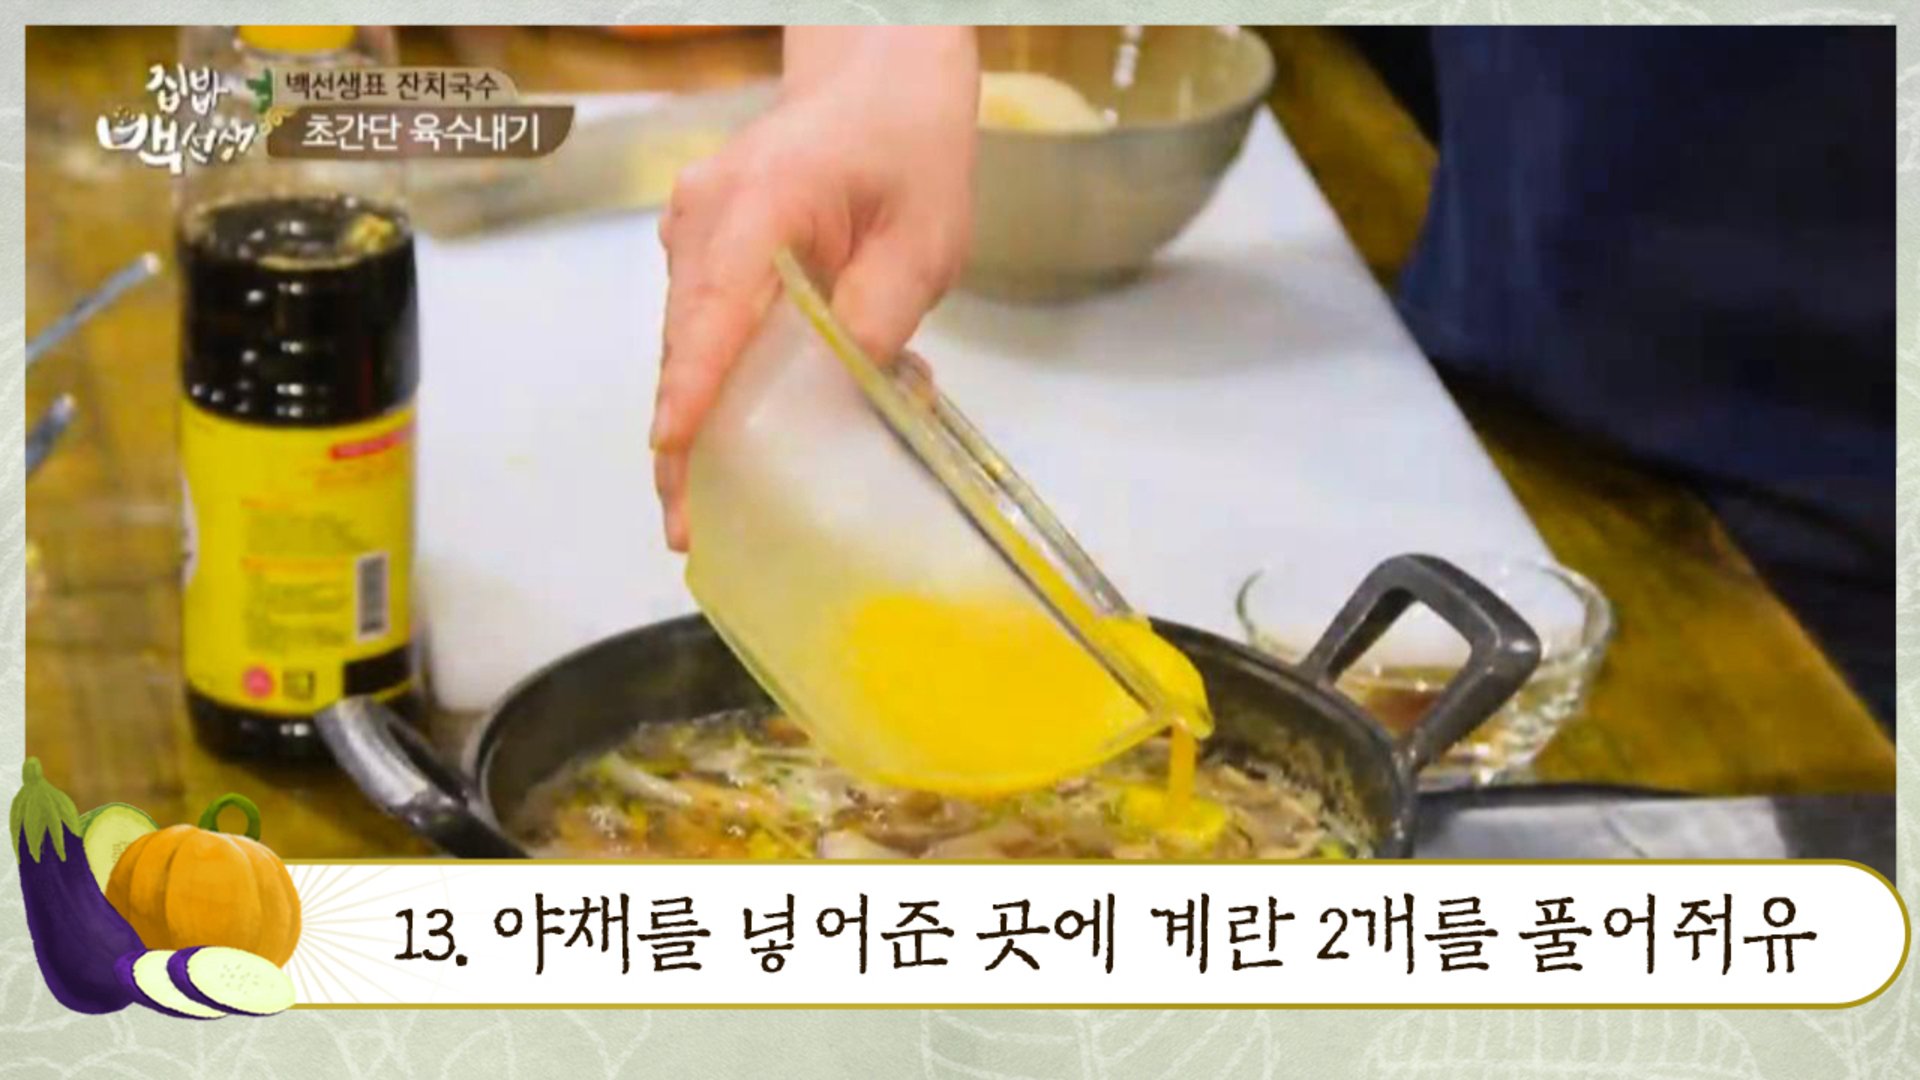 집밥
백선생
백선생표 잔치국수
초간단 육수내기
13. 야채를 넣어준 곳에 계란 2개를 풀어줘유